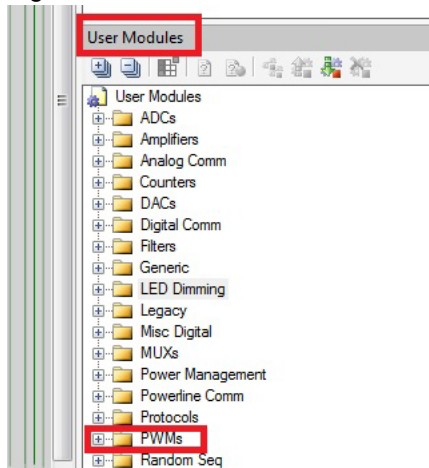 User Modules
User Modules
ADCs
Amplifiers
Analog Comm
Counters
DACs
Digital Comm
Filters
Generic
LED Dimming
Legacy
Misc Digital
MUXs
Power Management
Powerline Comm
Protocols
PWMs
Random Seq